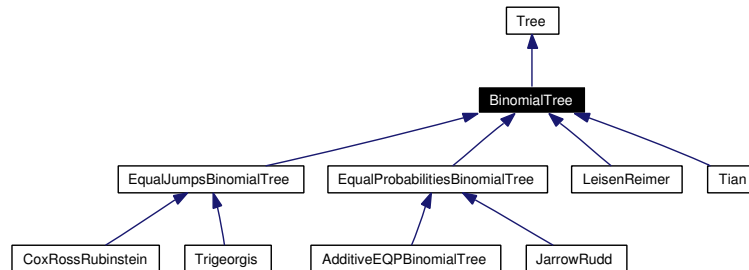 Tree
BinomialTree
EqualJumpsBinomialTree
EqualProbabilitiesBinomialTree
LeisenReimer
Tian
CoxRossRubinstein
Trigeorgis
AdditiveEQPBinomialTree
JarrowRudd